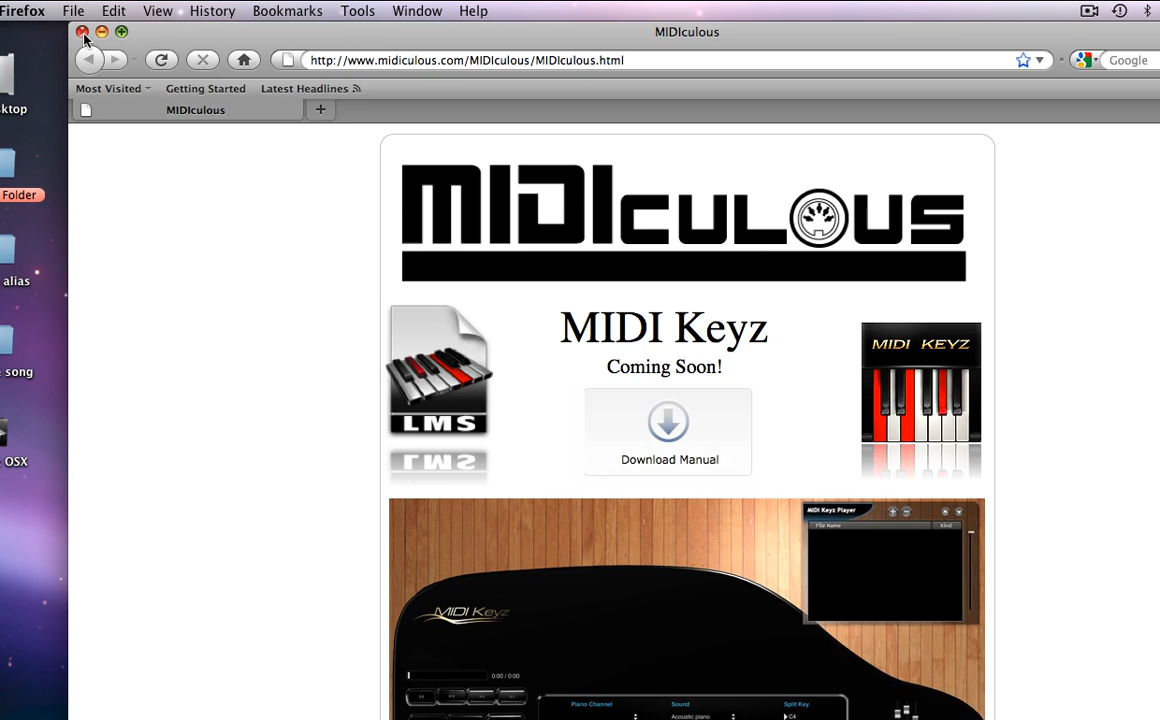 Firefox File Edit View History Bookmarks Tools Window Help
MIDIculous
http://www.midiculous.com/MIDIculous/MIDIculous.html
Google
Most Visited Getting Started Latest Headlines
MIDIculous
+
ktop
Folder
alias
song
OSX
MIDIculous
MIDI Keyz
Coming Soon!
LMS
MIDI KEYZ
Download Manual
MIDI Keyz Player
File Name Kind
MIDI Keyz
0:00 / 0:00
Piano Channel Sound Split Key
Acoustic piano C4